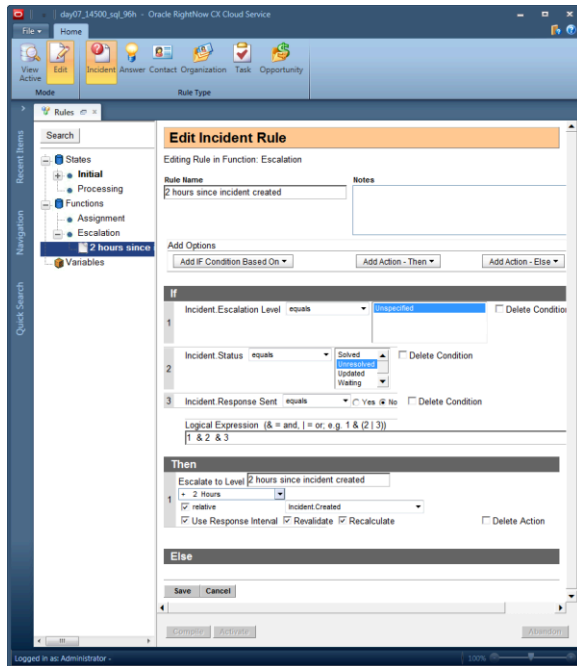 day07_14500_sql_96h - Oracle RightNow CX Cloud Service
File Home
View Active Edit Incident Answer Contact Organization Task Opportunity
Mode Rule Type
Rules
Recent Items
Navigation
Quick Search
Search
States
Initial
Processing
Functions
Assignment
Escalation
2 hours since
Variables
Edit Incident Rule
Editing Rule in Function: Escalation
Rule Name Notes
2 hours since incident created
Add Options
Add IF Condition Based On Add Action - Then Add Action - Else
If
1 Incident.Escalation Level equals Unspecified Delete Condition
2 Incident.Status equals Solved Delete Condition
Unresolved
Updated
Waiting
3 Incident.Response Sent equals Yes No Delete Condition
Logical Expression (& = and, | = or; e.g. 1 & (2 | 3))
1 & 2 & 3
Then
1 Escalate to Level 2 hours since incident created
+ 2 Hours
relative Incident.Created
Use Response Interval Revalidate Recalculate Delete Action
Else
Save Cancel
Compile Activate Abandon
Logged in as: Administrator - 100%